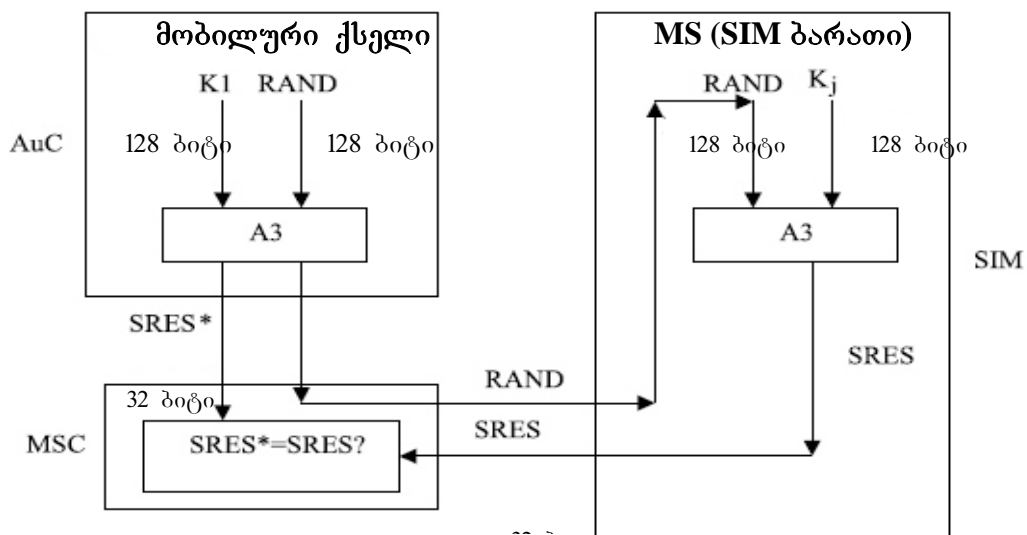 მობილური ქსელი
MS (SIM ბარათი)
K1 RAND
RAND Kj
AuC
128 ბიტი
128 ბიტი
128 ბიტი
128 ბიტი
A3
A3
SIM
SRES*
SRES
RAND
32 ბიტი
SRES
MSC
SRES*=SRES?